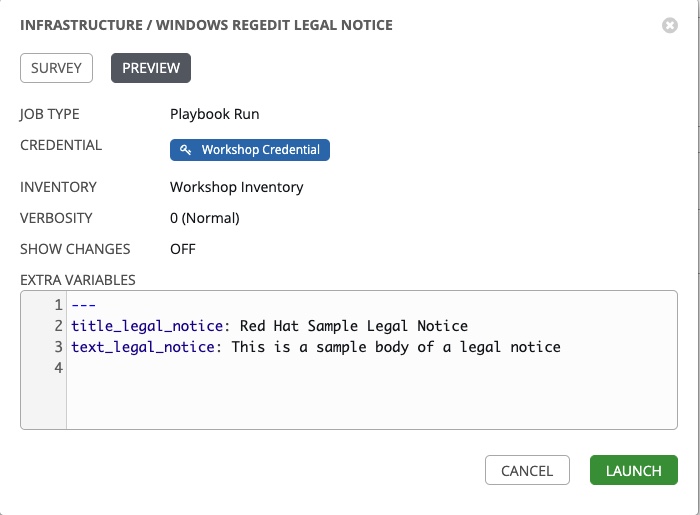 INFRASTRUCTURE / WINDOWS REGEDIT LEGAL NOTICE
SURVEY PREVIEW
JOB TYPE Playbook Run
CREDENTIAL Workshop Credential
INVENTORY Workshop Inventory
VERBOSITY 0 (Normal)
SHOW CHANGES OFF
EXTRA VARIABLES
1 ---
2 title_legal_notice: Red Hat Sample Legal Notice
3 text_legal_notice: This is a sample body of a legal notice
4
CANCEL LAUNCH